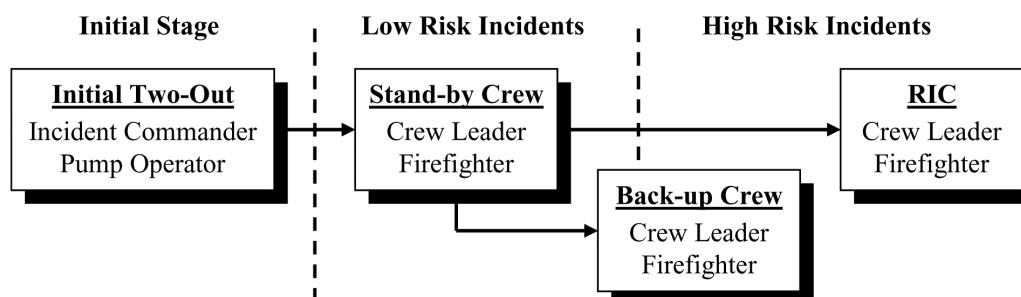 Initial Stage
Low Risk Incidents
High Risk Incidents
Initial Two-Out
Incident Commander
Pump Operator
Stand-by Crew
Crew Leader
Firefighter
RIC
Crew Leader
Firefighter
Back-up Crew
Crew Leader
Firefighter